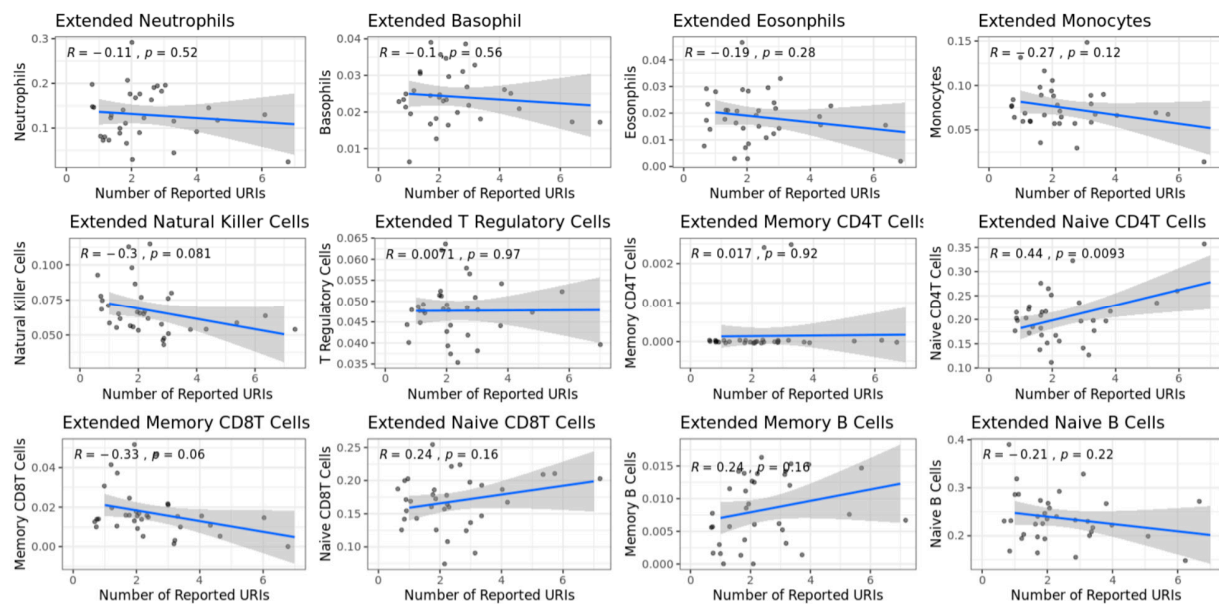 Extended Neutrophils
R = −0.11 , p = 0.52
Neutrophils
0.3
0.2
0.1
0
2
4
6
Number of Reported URIs
Extended Basophil
R = −0.1 , p = 0.56
Basophils
0.04
0.03
0.02
0.01
0
2
4
6
Number of Reported URIs
Extended Eosonphils
R = −0.19 , p = 0.28
Eosonphils
0.04
0.03
0.02
0.01
0.00
0
2
4
6
Number of Reported URIs
Extended Monocytes
R = −0.27 , p = 0.12
Monocytes
0.15
0.10
0.05
0
2
4
6
Number of Reported URIs
Extended Natural Killer Cells
R = −0.3 , p = 0.081
Natural Killer Cells
0.100
0.075
0.050
0
2
4
6
Number of Reported URIs
Extended T Regulatory Cells
R = 0.0071 , p = 0.97
T Regulatory Cells
0.065
0.060
0.055
0.050
0.045
0.040
0.035
0
2
4
6
Number of Reported URIs
Extended Memory CD4T Cells
R = 0.017 , p = 0.92
Memory CD4T Cells
0.002
0.001
0.000
0
2
4
6
Number of Reported URIs
Extended Naive CD4T Cells
R = 0.44 , p = 0.0093
Naive CD4T Cells
0.35
0.30
0.25
0.20
0.15
0.10
0
2
4
6
Number of Reported URIs
Extended Memory CD8T Cells
R = −0.33 , p = 0.06
Memory CD8T Cells
0.04
0.02
0.00
0
2
4
6
Number of Reported URIs
Extended Naive CD8T Cells
R = 0.24 , p = 0.16
Naive CD8T Cells
0.25
0.20
0.15
0.10
0
2
4
6
Number of Reported URIs
Extended Memory B Cells
R = 0.24 , p = 0.16
Memory B Cells
0.015
0.010
0.005
0.000
0
2
4
6
Number of Reported URIs
Extended Naive B Cells
R = −0.21 , p = 0.22
Naive B Cells
0.4
0.3
0.2
0
2
4
6
Number of Reported URIs